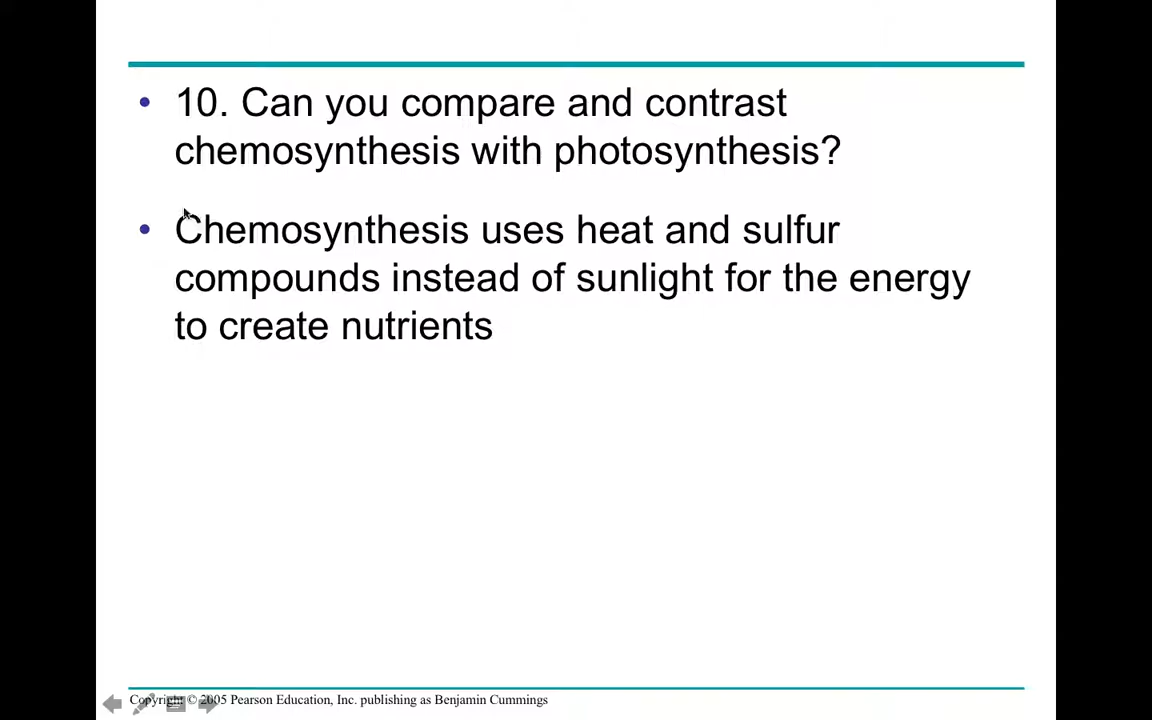 • 10. Can you compare and contrast
chemosynthesis with photosynthesis?
• Chemosynthesis uses heat and sulfur
compounds instead of sunlight for the energy
to create nutrients
Copyright © 2005 Pearson Education, Inc. publishing as Benjamin Cummings